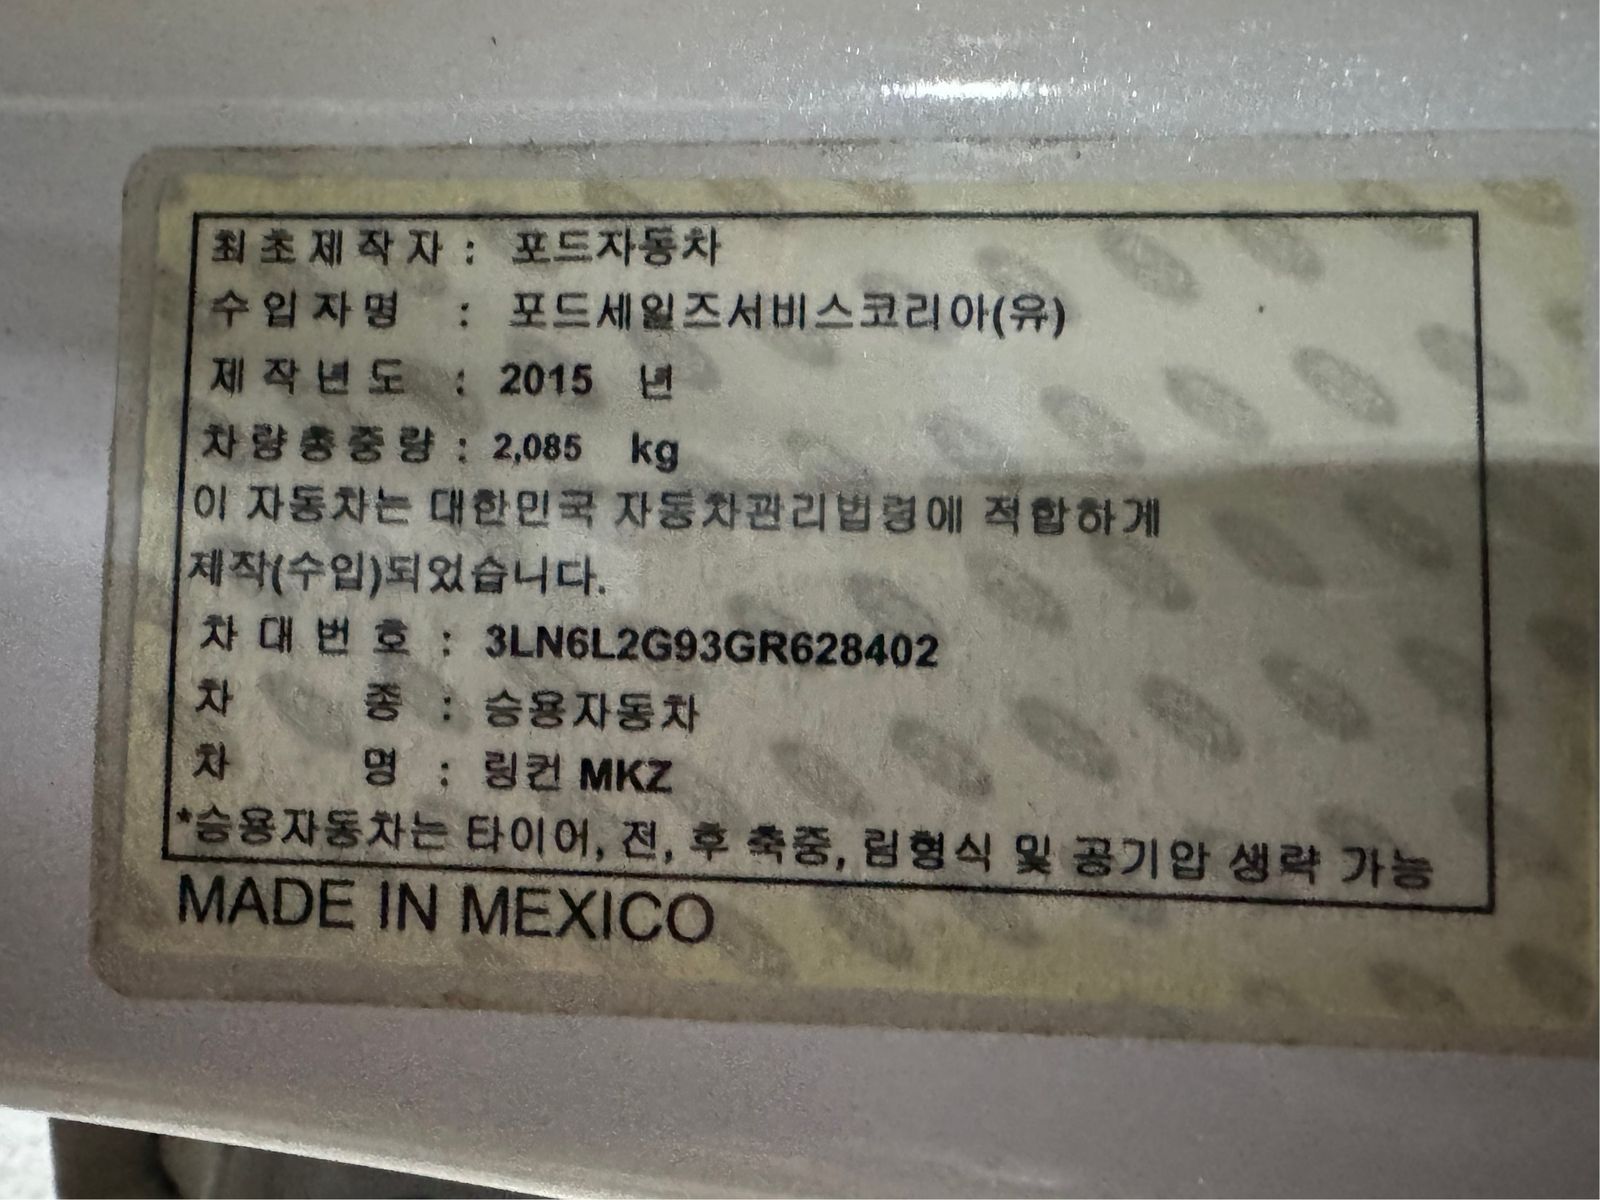 최초제작자 : 포드자동차
수입자명 : 포드세일즈서비스코리아(유)
제작년도 : 2015 년
차량총중량 : 2,085 kg
이 자동차는 대한민국 자동차관리법령에 적합하게
제작(수입)되었습니다.
차대번호 : 3LN6L2G93GR628402
차 종 : 승용자동차
차 명 : 링컨 MKZ
*승용자동차는 타이어, 전, 후 축중, 림형식 및 공기압 생략 가능
MADE IN MEXICO